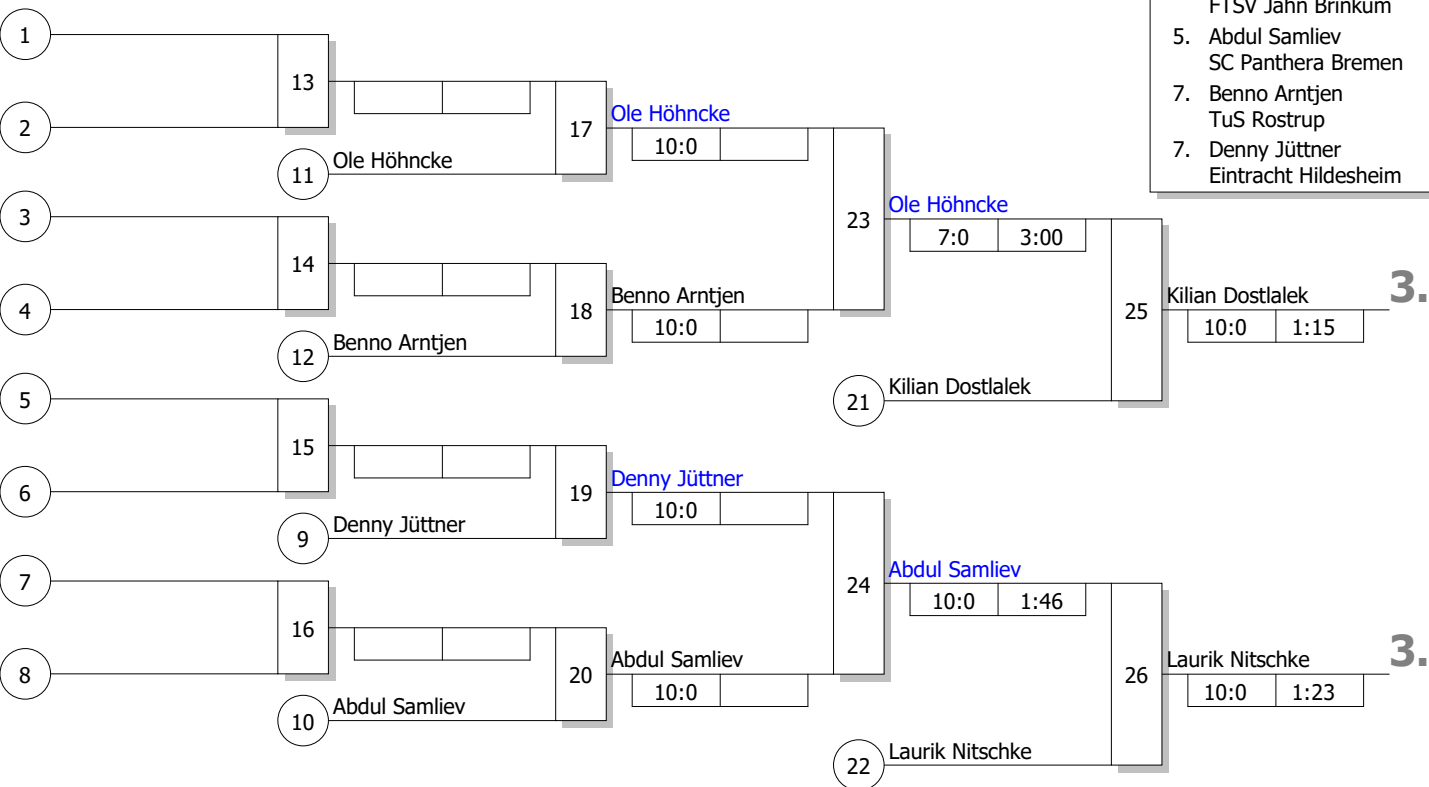 FTSV Jahn Brinkum
5. Abdul Samliev
SC Panthera Bremen
7. Benno Arntjen
TuS Rostrup
7. Denny Jüttner
Eintracht Hildesheim
1
13
2
17
Ole Höhncke
10:0
11
Ole Höhncke
3
23
Ole Höhncke
7:0 3:00
14
4
18
Benno Arntjen
10:0
12
Benno Arntjen
25
Kilian Dostlalek
3.
10:0 1:15
21
Kilian Dostlalek
5
15
6
19
Denny Jüttner
10:0
9
Denny Jüttner
7
24
Abdul Samliev
10:0 1:46
16
8
20
Abdul Samliev
10:0
10
Abdul Samliev
26
Laurik Nitschke
3.
10:0 1:23
22
Laurik Nitschke